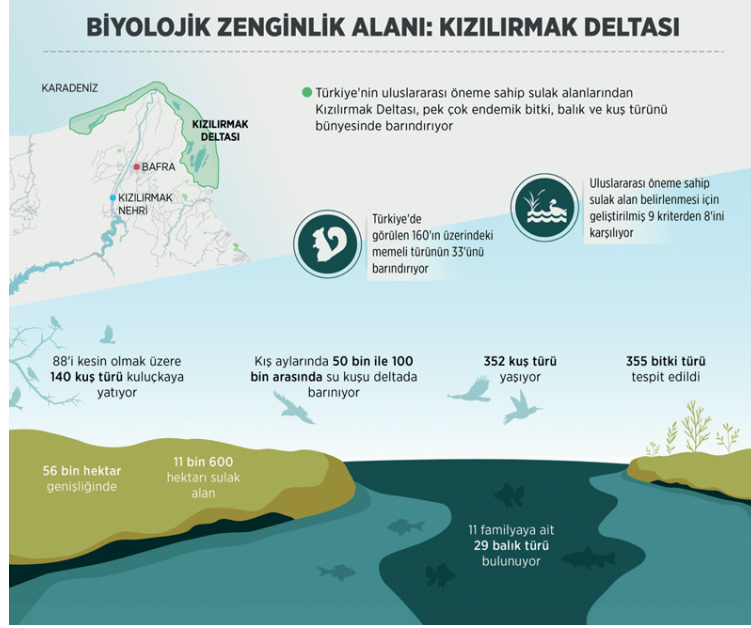 BİYOLOJİK ZENGİNLİK ALANI: KIZILIRMAK DELTASI
KARADENİZ
KIZILIRMAK
DELTASI
BAFRA
KIZILIRMAK
NEHRİ
Türkiye'nin uluslararası öneme sahip sulak alanlarından
Kızılırmak Deltası, pek çok endemik bitki, balık ve kuş türünü
bünyesinde barındırıyor
Türkiye'de
görülen 160'ın üzerindeki
memeli türünün 33'ünü
barındırıyor
Uluslararası öneme sahip
sulak alan belirlenmesi için
geliştirilmiş 9 kriterden 8'ini
karşılıyor
88'i kesin olmak üzere
140 kuş türü kuluçkaya
yatıyor
Kış aylarında 50 bin ile 100
bin arasında su kuşu deltada
barınıyor
352 kuş türü
yaşıyor
355 bitki türü
tespit edildi
56 bin hektar
genişliğinde
11 bin 600
hektarı sulak
alan
11 familyaya ait
29 balık türü
bulunuyor